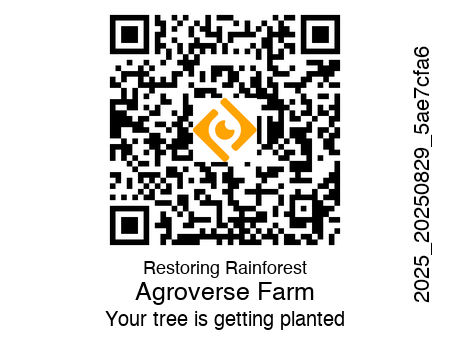 Restoring Rainforest
Agroverse Farm
Your tree is getting planted
2025_20250829_5ae7cfa6